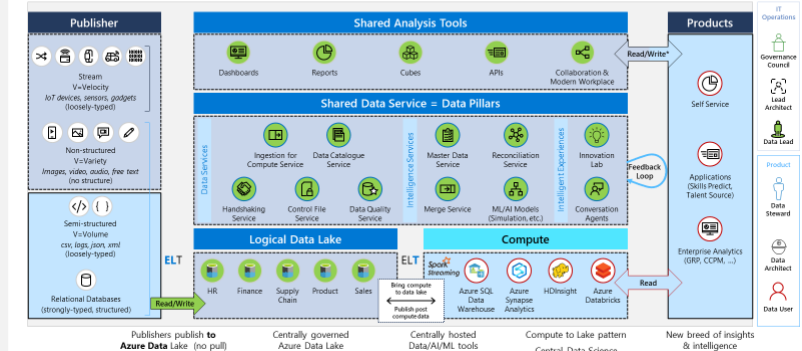 Publisher
Stream
V=Velocity
IoT devices, sensors, gadgets
(loosely-typed)
Non-structured
V=Variety
Images, video, audio, free text
(no structure)
Semi-structured
V=Volume
csv, logs, json, xml
(loosely-typed)
Relational Databases
(strongly-typed, structured)
ELT
Read/Write
Shared Analysis Tools
Dashboards
Reports
Cubes
APIs
Collaboration &
Modern Workplace
Read/Write*
Shared Data Service = Data Pillars
Data Services
Ingestion for
Compute Service
Data Catalogue
Service
Handshaking
Service
Control File
Service
Data Quality
Service
Intelligence Services
Master Data
Service
Reconciliation
Service
Merge Service
ML/AI Models
(Simulation, etc.)
Intelligent Experiences
Innovation
Lab
Conversation
Agents
Feedback
Loop
Logical Data Lake
HR
Finance
Supply
Chain
Product
Sales
ELT
Bring compute
to data lake
Publish post
compute data
Compute
Spark
Streaming
Azure SQL
Data
Warehouse
Azure
Synapse
Analytics
HDInsight
Azure
Databricks
Read
Products
Self Service
Applications
(Skills Predict,
Talent Source)
Enterprise Analytics
(GRP, CCPM, ...)
IT
Operations
Governance
Council
Lead
Architect
Data Lead
Product
Data
Steward
Data
Architect
Data User
Publishers publish to
Azure Data Lake (no pull)
Centrally governed
Azure Data Lake
Centrally hosted
Data/AI/ML tools
Compute to Lake pattern
Central Data Science
New breed of insights
& intelligence